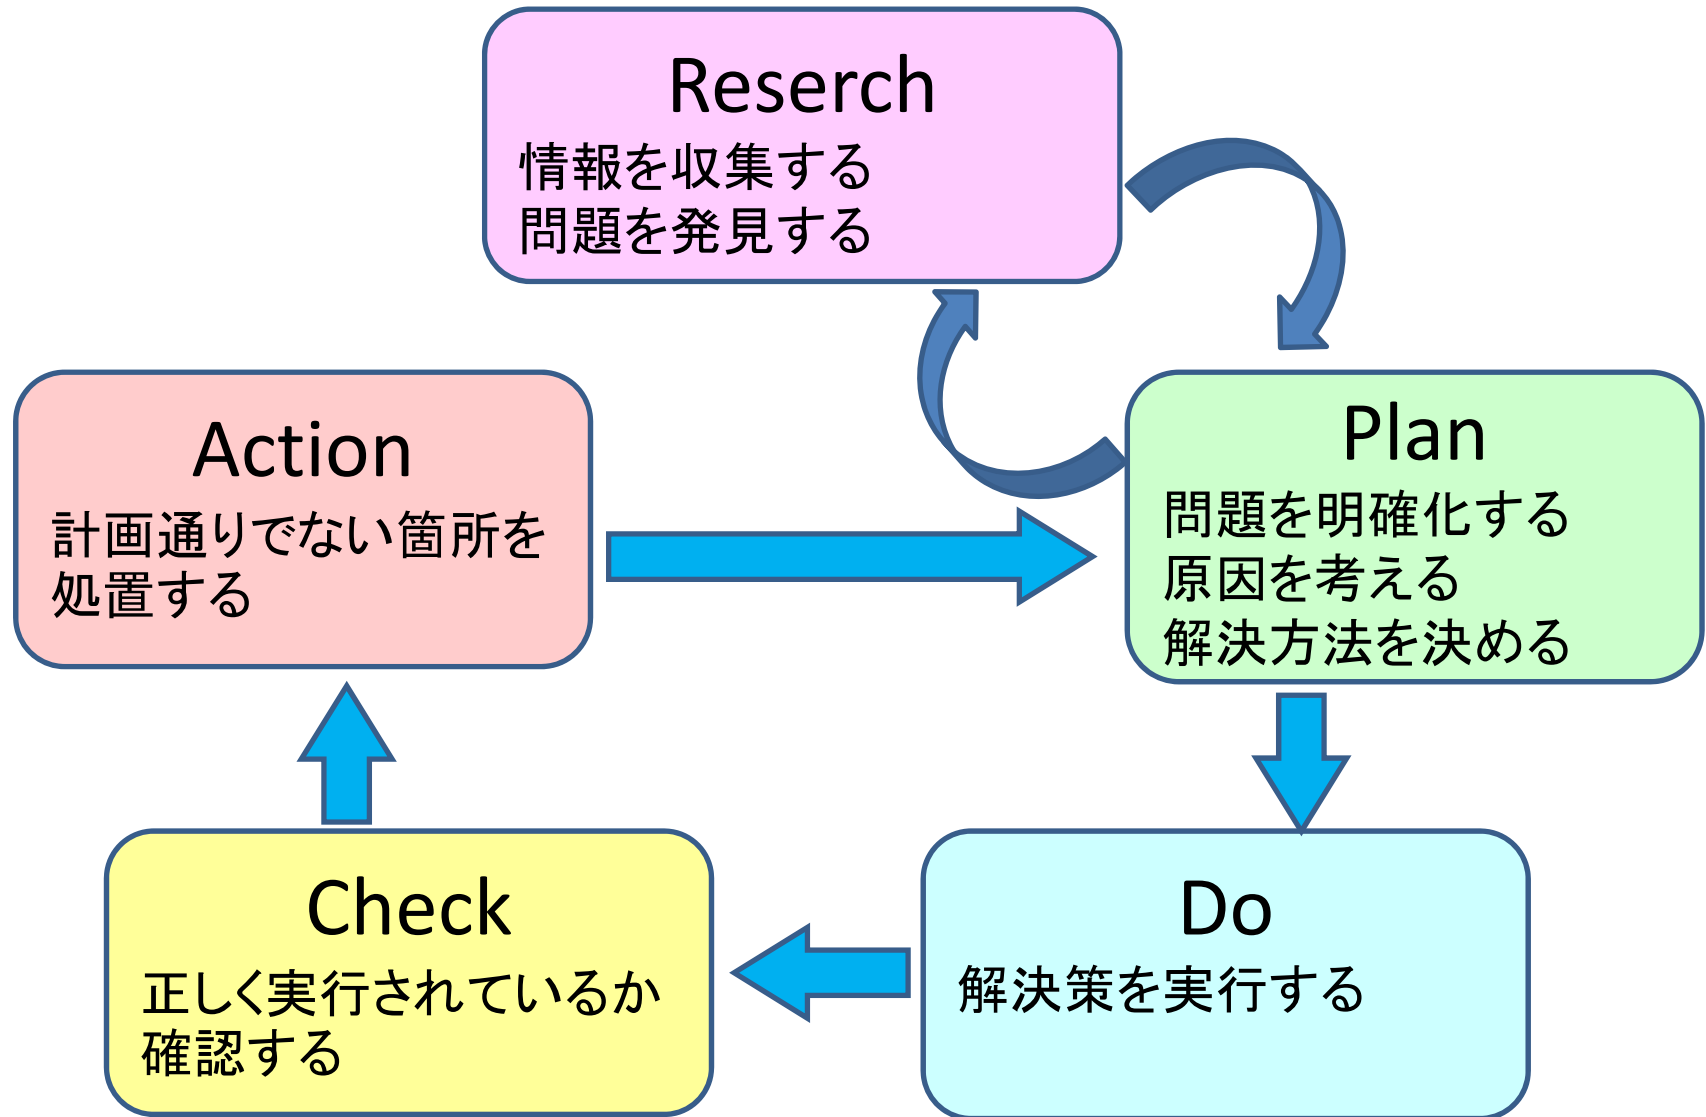 Reserch
情報を収集する
問題を発見する
Action
計画通りでない箇所を
処置する
Plan
問題を明確化する
原因を考える
解決方法を決める
Check
正しく実行されているか
確認する
Do
解決策を実行する